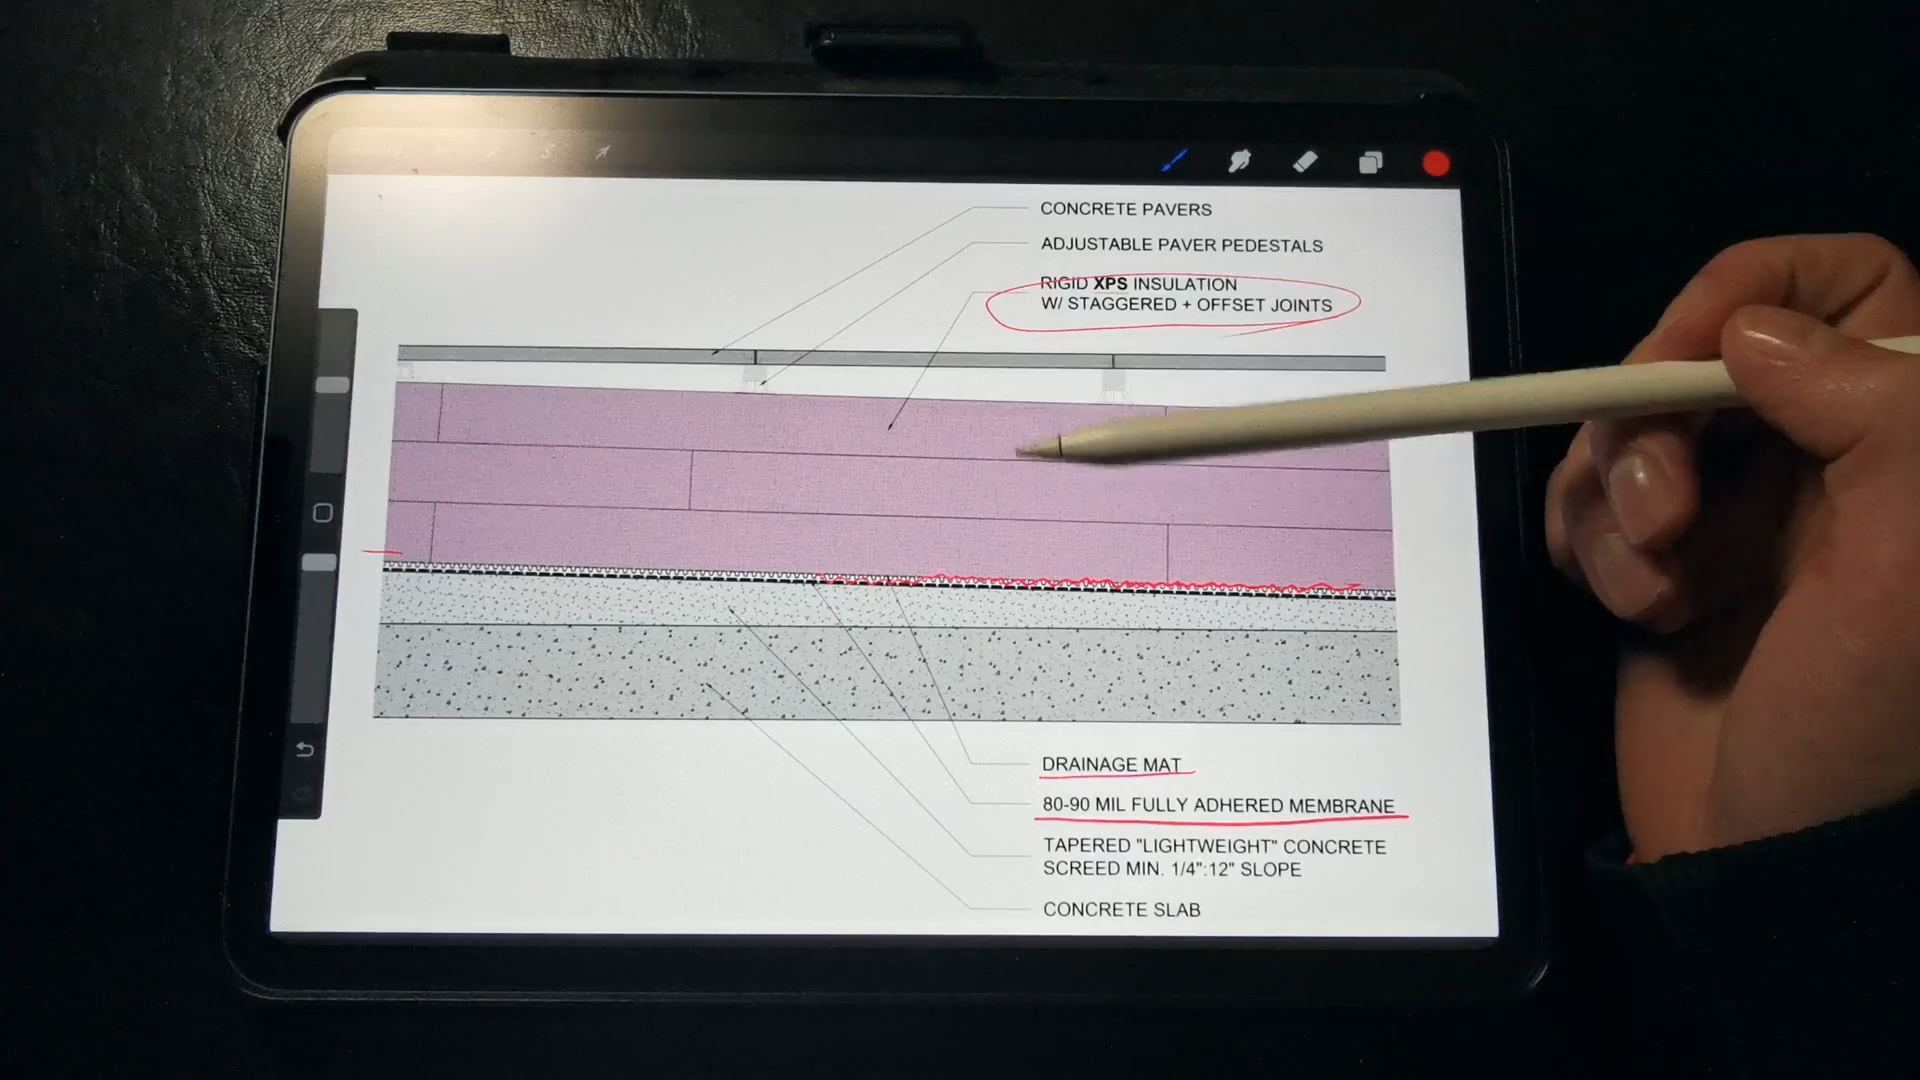 CONCRETE PAVERS
ADJUSTABLE PAVER PEDESTALS
RIGID XPS INSULATION
W/ STAGGERED + OFFSET JOINTS
DRAINAGE MAT
80-90 MIL FULLY ADHERED MEMBRANE
TAPERED "LIGHTWEIGHT" CONCRETE
SCREED MIN. 1/4":12" SLOPE
CONCRETE SLAB